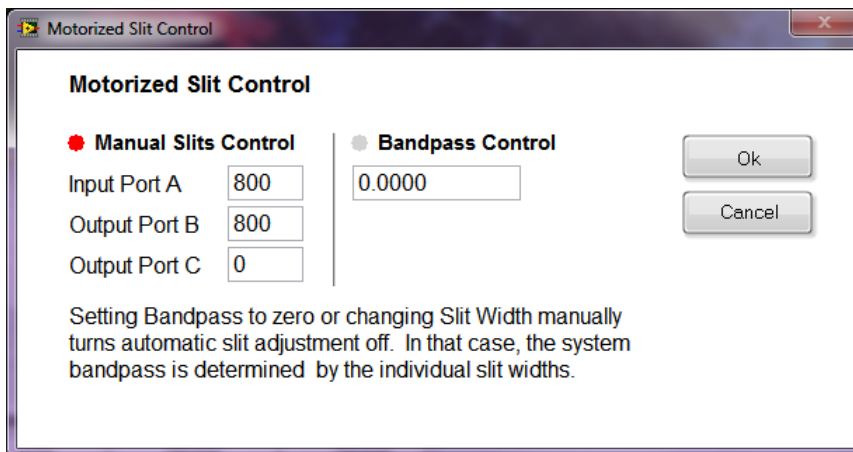 Motorized Slit Control
Motorized Slit Control
Manual Slits Control
Input Port A 800
Output Port B 800
Output Port C 0
Bandpass Control
0.0000
Ok
Cancel
Setting Bandpass to zero or changing Slit Width manually
turns automatic slit adjustment off. In that case, the system
bandpass is determined by the individual slit widths.